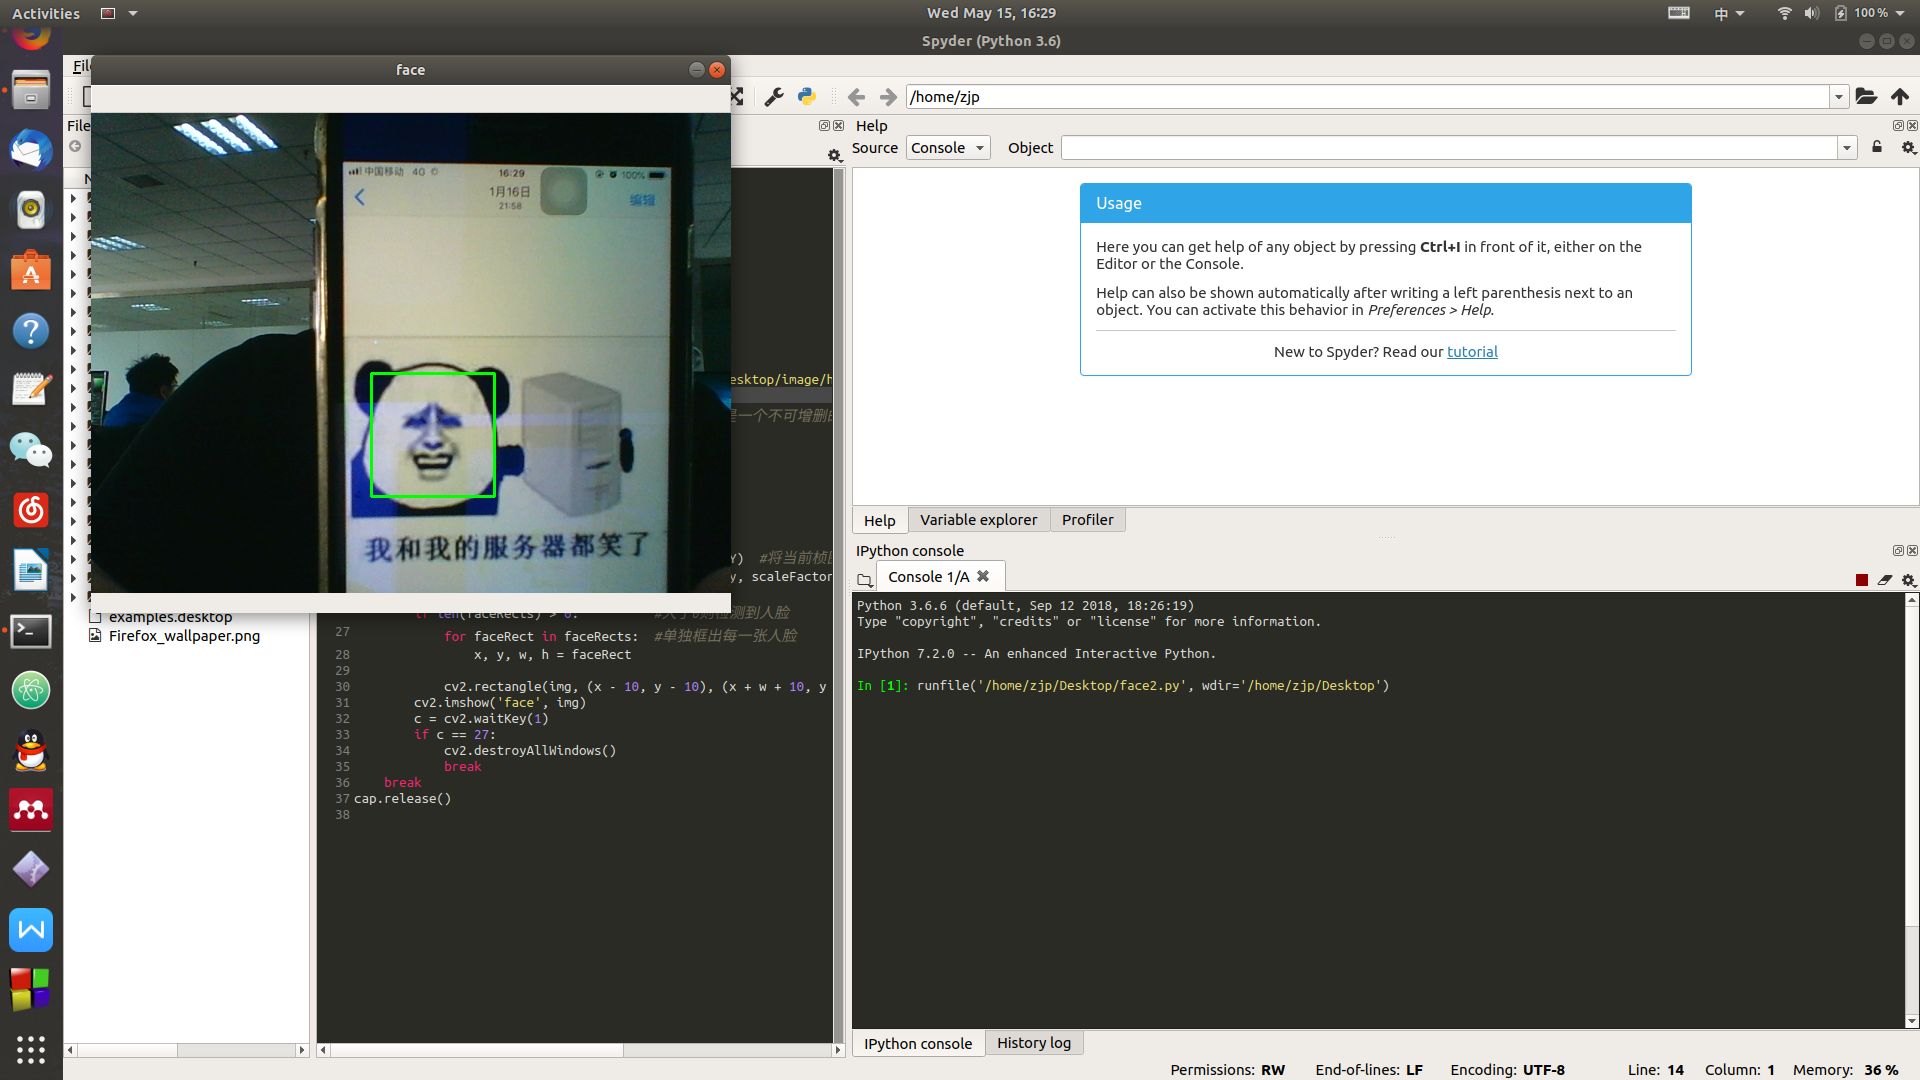 Activities
Wed May 15, 16:29
中
100 %
Spyder (Python 3.6)
face
/home/zjp
中国移动 4G 16:29 100%
1月16日
21:58
编辑
我和我的服务器都笑了
examples.desktop
Firefox_wallpaper.png
esktop/image/h
是一个不可增删
Y) #将当前桢
y, scaleFactor
27
for faceRect in faceRects: #单独框出每一张人脸
28 x, y, w, h = faceRect
29
30 cv2.rectangle(img, (x - 10, y - 10), (x + w + 10, y
31 cv2.imshow('face', img)
32 c = cv2.waitKey(1)
33 if c == 27:
34 cv2.destroyAllWindows()
35 break
36 break
37 cap.release()
38
Help
Source Console Object
Usage
Here you can get help of any object by pressing Ctrl+I in front of it, either on the
Editor or the Console.
Help can also be shown automatically after writing a left parenthesis next to an
object. You can activate this behavior in Preferences > Help.
New to Spyder? Read our tutorial
Help Variable explorer Profiler
IPython console
Console 1/A
Python 3.6.6 (default, Sep 12 2018, 18:26:19)
Type "copyright", "credits" or "license" for more information.
IPython 7.2.0 -- An enhanced Interactive Python.
In [1]: runfile('/home/zjp/Desktop/face2.py', wdir='/home/zjp/Desktop')
IPython console History log
Permissions: RW End-of-lines: LF Encoding: UTF-8 Line: 14 Column: 1 Memory: 36 %